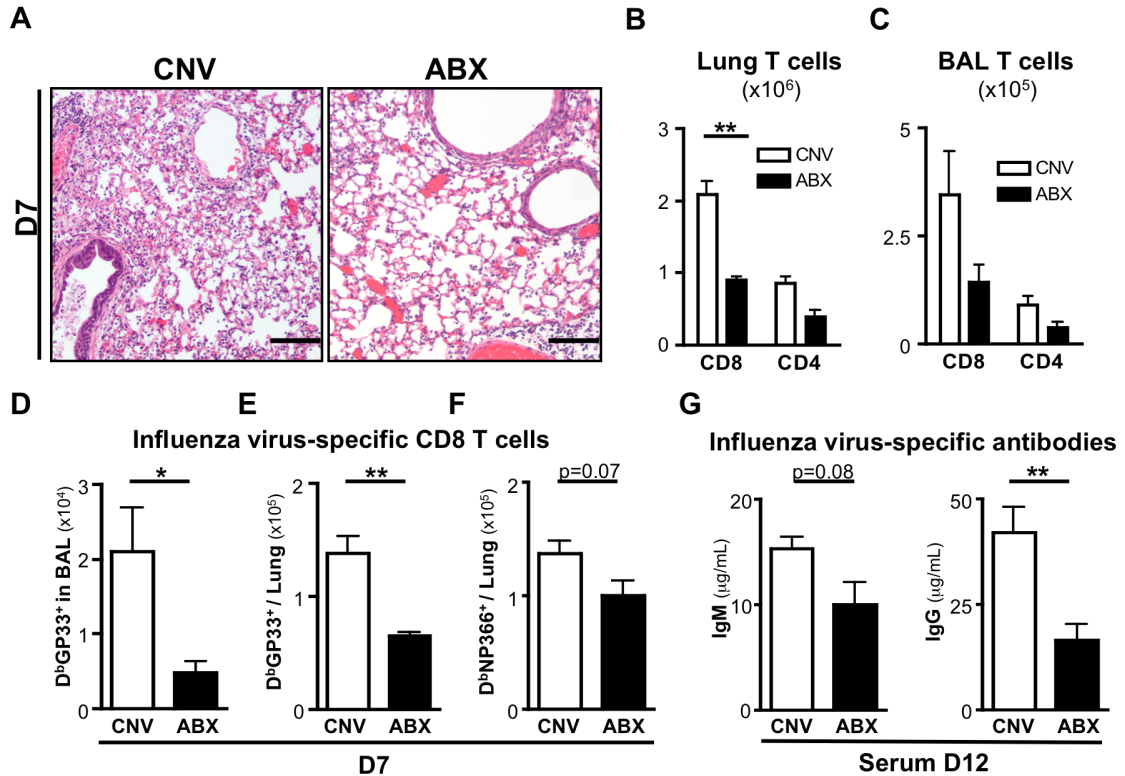 A
CNV
ABX
D7
B
Lung T cells
(x10⁶)
3
2
1
0
**
CNV
ABX
CD8
CD4
C
BAL T cells
(x10⁵)
5
2.5
0
CNV
ABX
CD8
CD4
D
E
F
Influenza virus-specific CD8 T cells
DᵇGP33⁺ in BAL (x10⁴)
3
2
1
0
*
CNV
ABX
DᵇGP33⁺ / Lung (x10⁵)
2
1
0
**
CNV
ABX
DᵇNP366⁺ / Lung (x10⁵)
2
1
0
p=0.07
CNV
ABX
D7
G
Influenza virus-specific antibodies
IgM (µg/mL)
20
10
0
p=0.08
CNV
ABX
IgG (µg/mL)
50
25
0
**
CNV
ABX
Serum D12